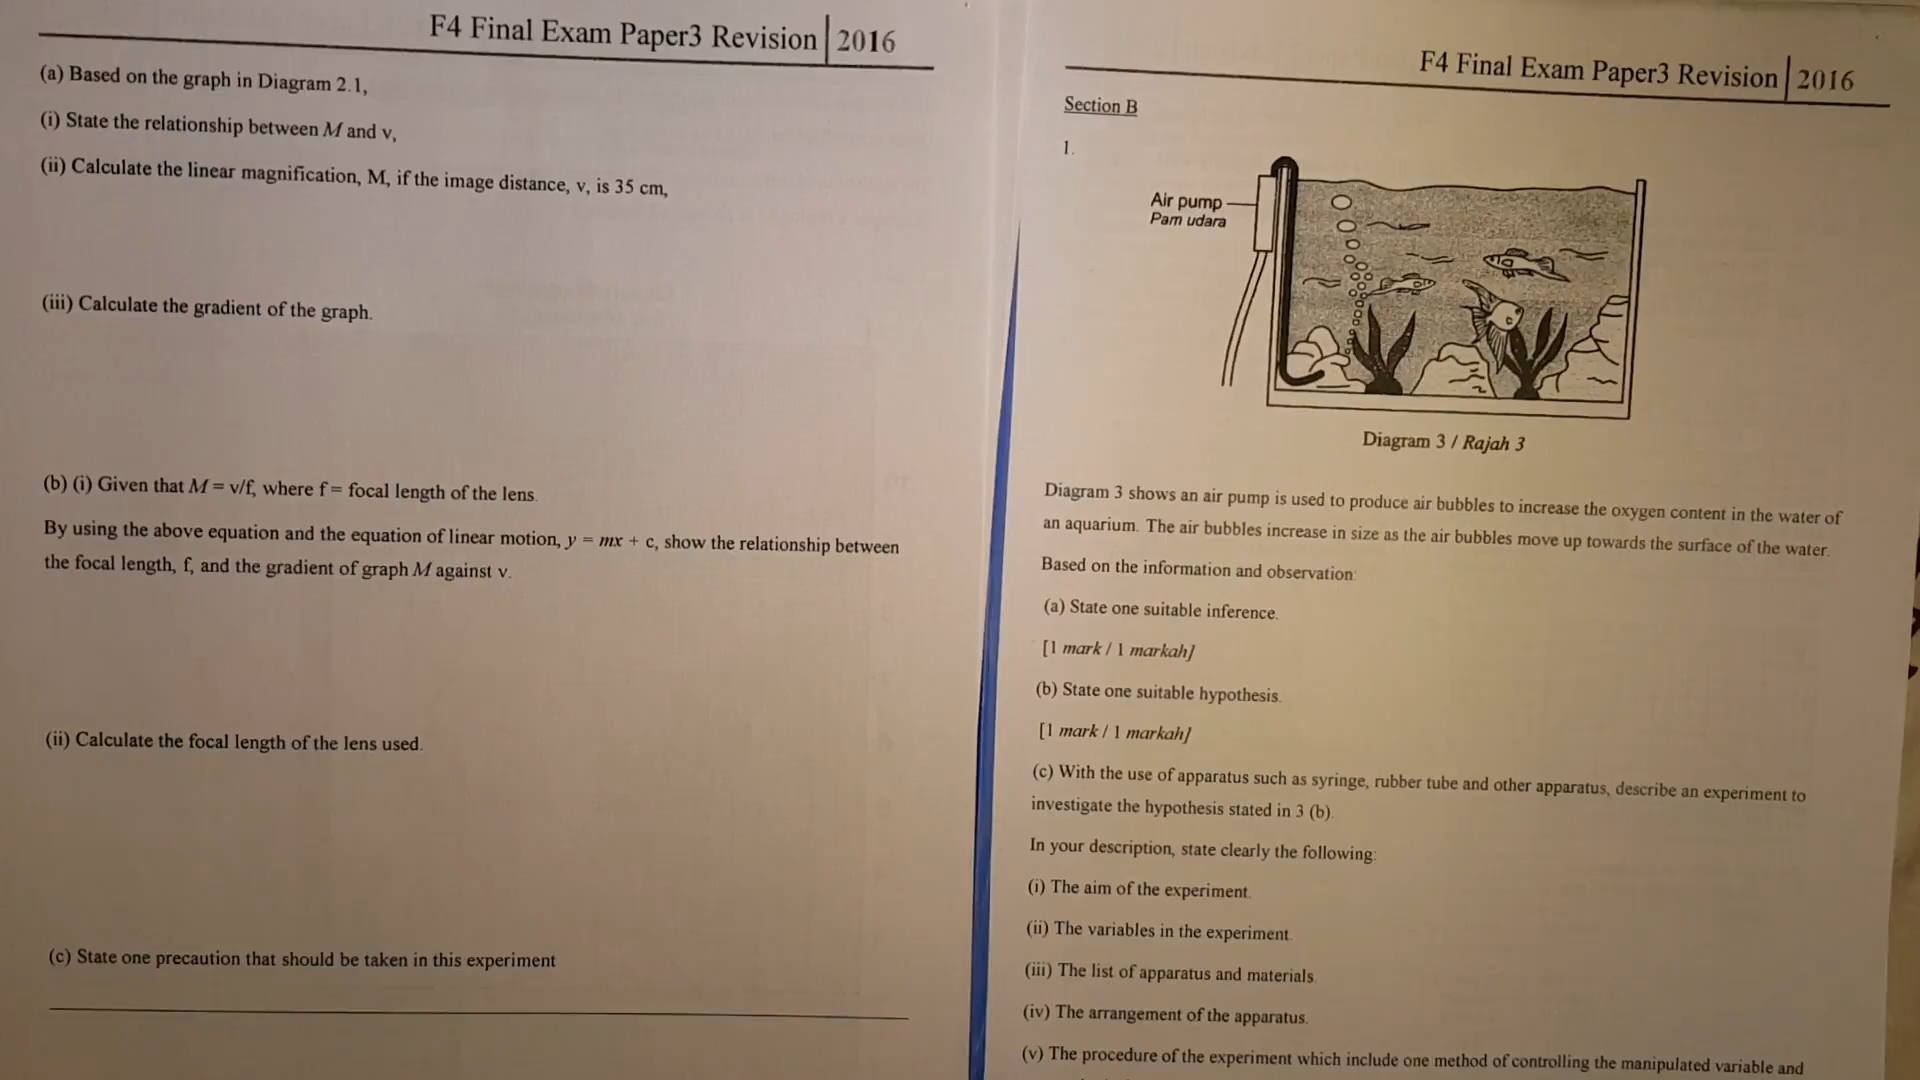 F4 Final Exam Paper3 Revision | 2016
(a) Based on the graph in Diagram 2.1,
(i) State the relationship between M and v,
(ii) Calculate the linear magnification, M, if the image distance, v, is 35 cm,
(iii) Calculate the gradient of the graph.
(b) (i) Given that M = v/f, where f = focal length of the lens.
By using the above equation and the equation of linear motion, y = mx + c, show the relationship between
the focal length, f, and the gradient of graph M against v.
(ii) Calculate the focal length of the lens used.
(c) State one precaution that should be taken in this experiment
F4 Final Exam Paper3 Revision | 2016
Section B
1.
Air pump
Pam udara
Diagram 3 / Rajah 3
Diagram 3 shows an air pump is used to produce air bubbles to increase the oxygen content in the water of
an aquarium. The air bubbles increase in size as the air bubbles move up towards the surface of the water.
Based on the information and observation:
(a) State one suitable inference.
[1 mark / 1 markah]
(b) State one suitable hypothesis.
[1 mark / 1 markah]
(c) With the use of apparatus such as syringe, rubber tube and other apparatus, describe an experiment to
investigate the hypothesis stated in 3 (b).
In your description, state clearly the following:
(i) The aim of the experiment.
(ii) The variables in the experiment.
(iii) The list of apparatus and materials.
(iv) The arrangement of the apparatus.
(v) The procedure of the experiment which include one method of controlling the manipulated variable and